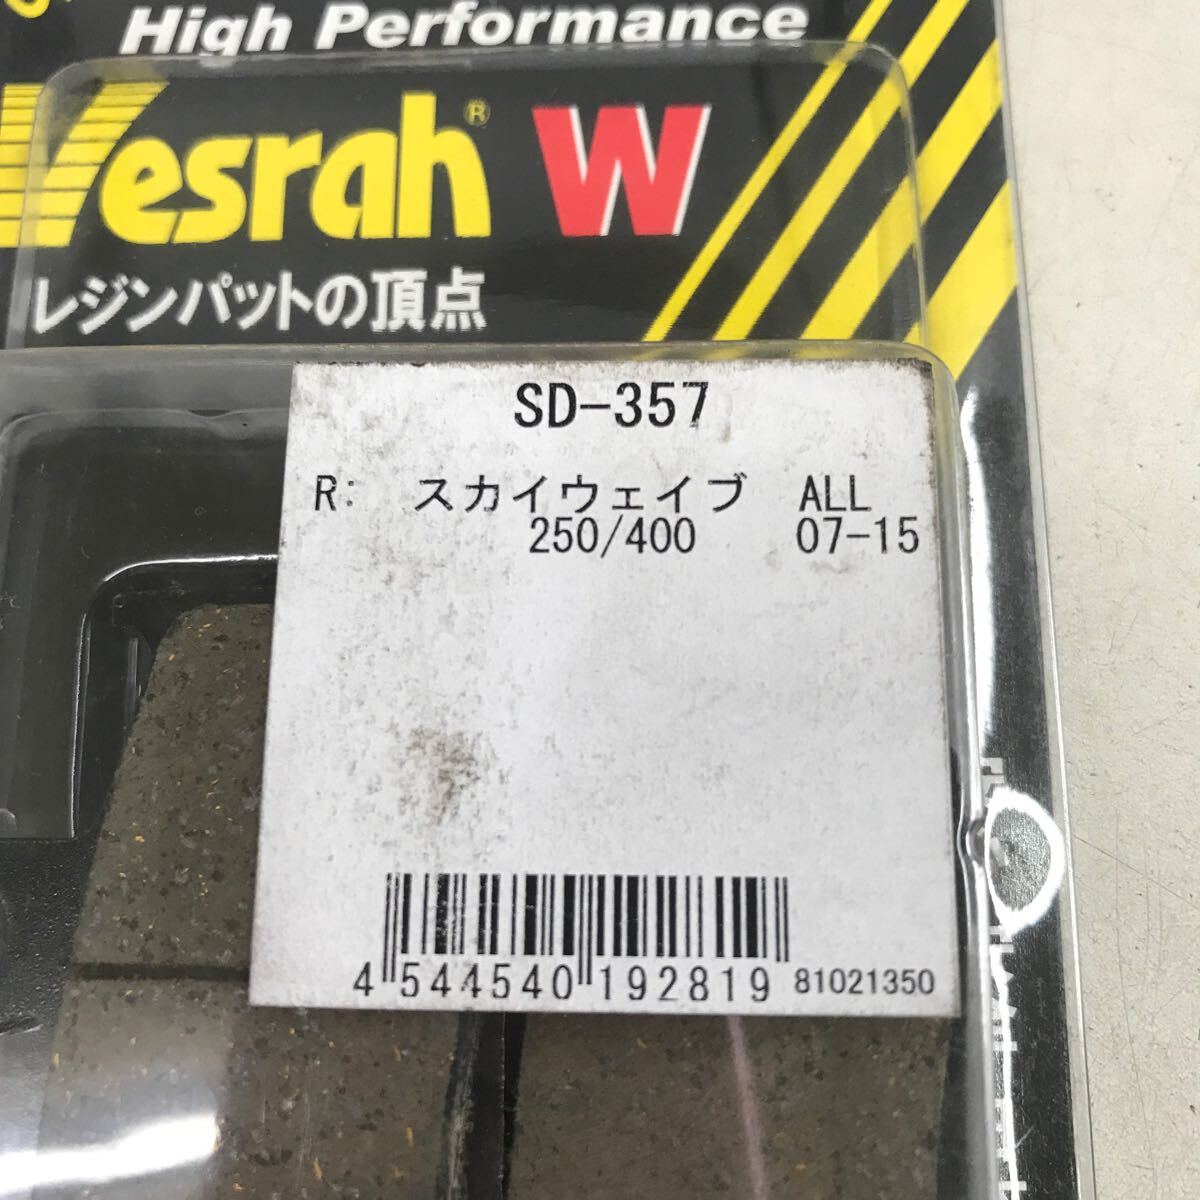 High Performance
Vesrah® W
レジンパットの頂点
SD-357
R: スカイウェイブ ALL
250/400 07-15
4 544540 192819 81021350